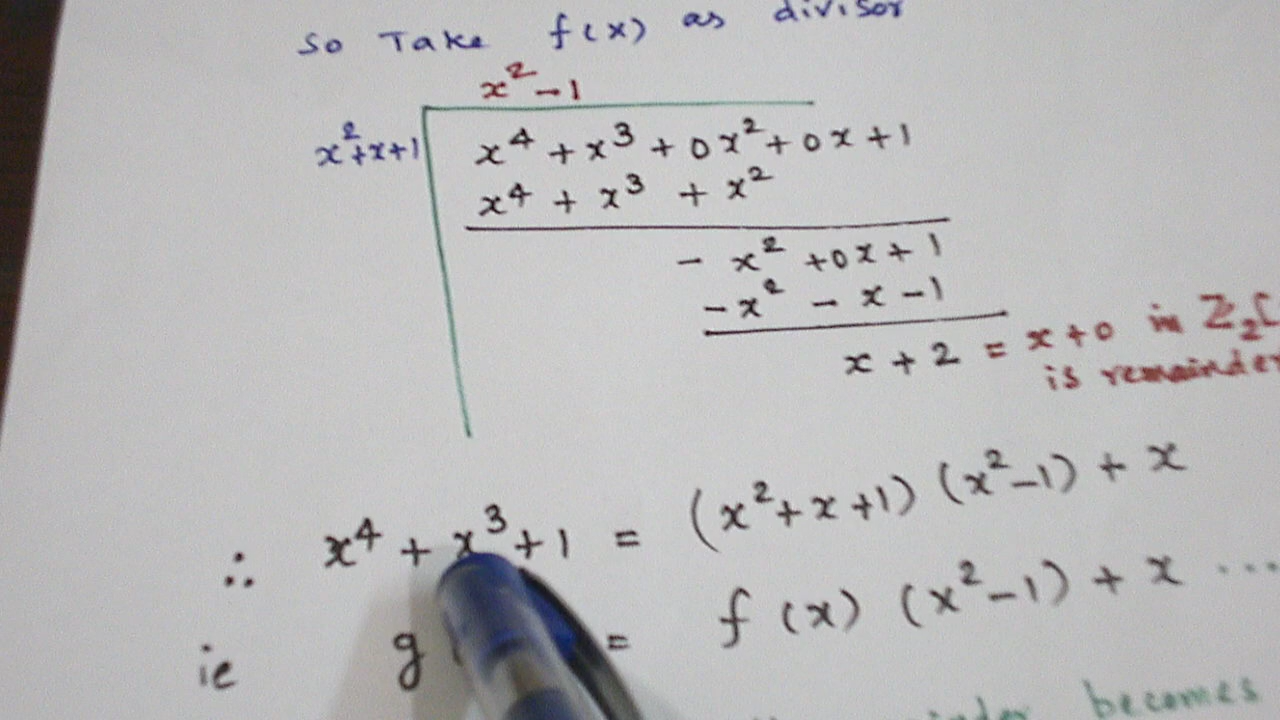 So Take f(x) as divisor
x² - 1
x²+x+1 x⁴ + x³ + 0x² + 0x + 1
x⁴ + x³ + x²
- x² + 0x + 1
- x² - x - 1
x + 2 = x + 0 in Z₂[
is remainder
∴ x⁴ + x³ + 1 = (x² + x + 1) (x² - 1) + x
ie g = f(x) (x² - 1) + x ...
becomes